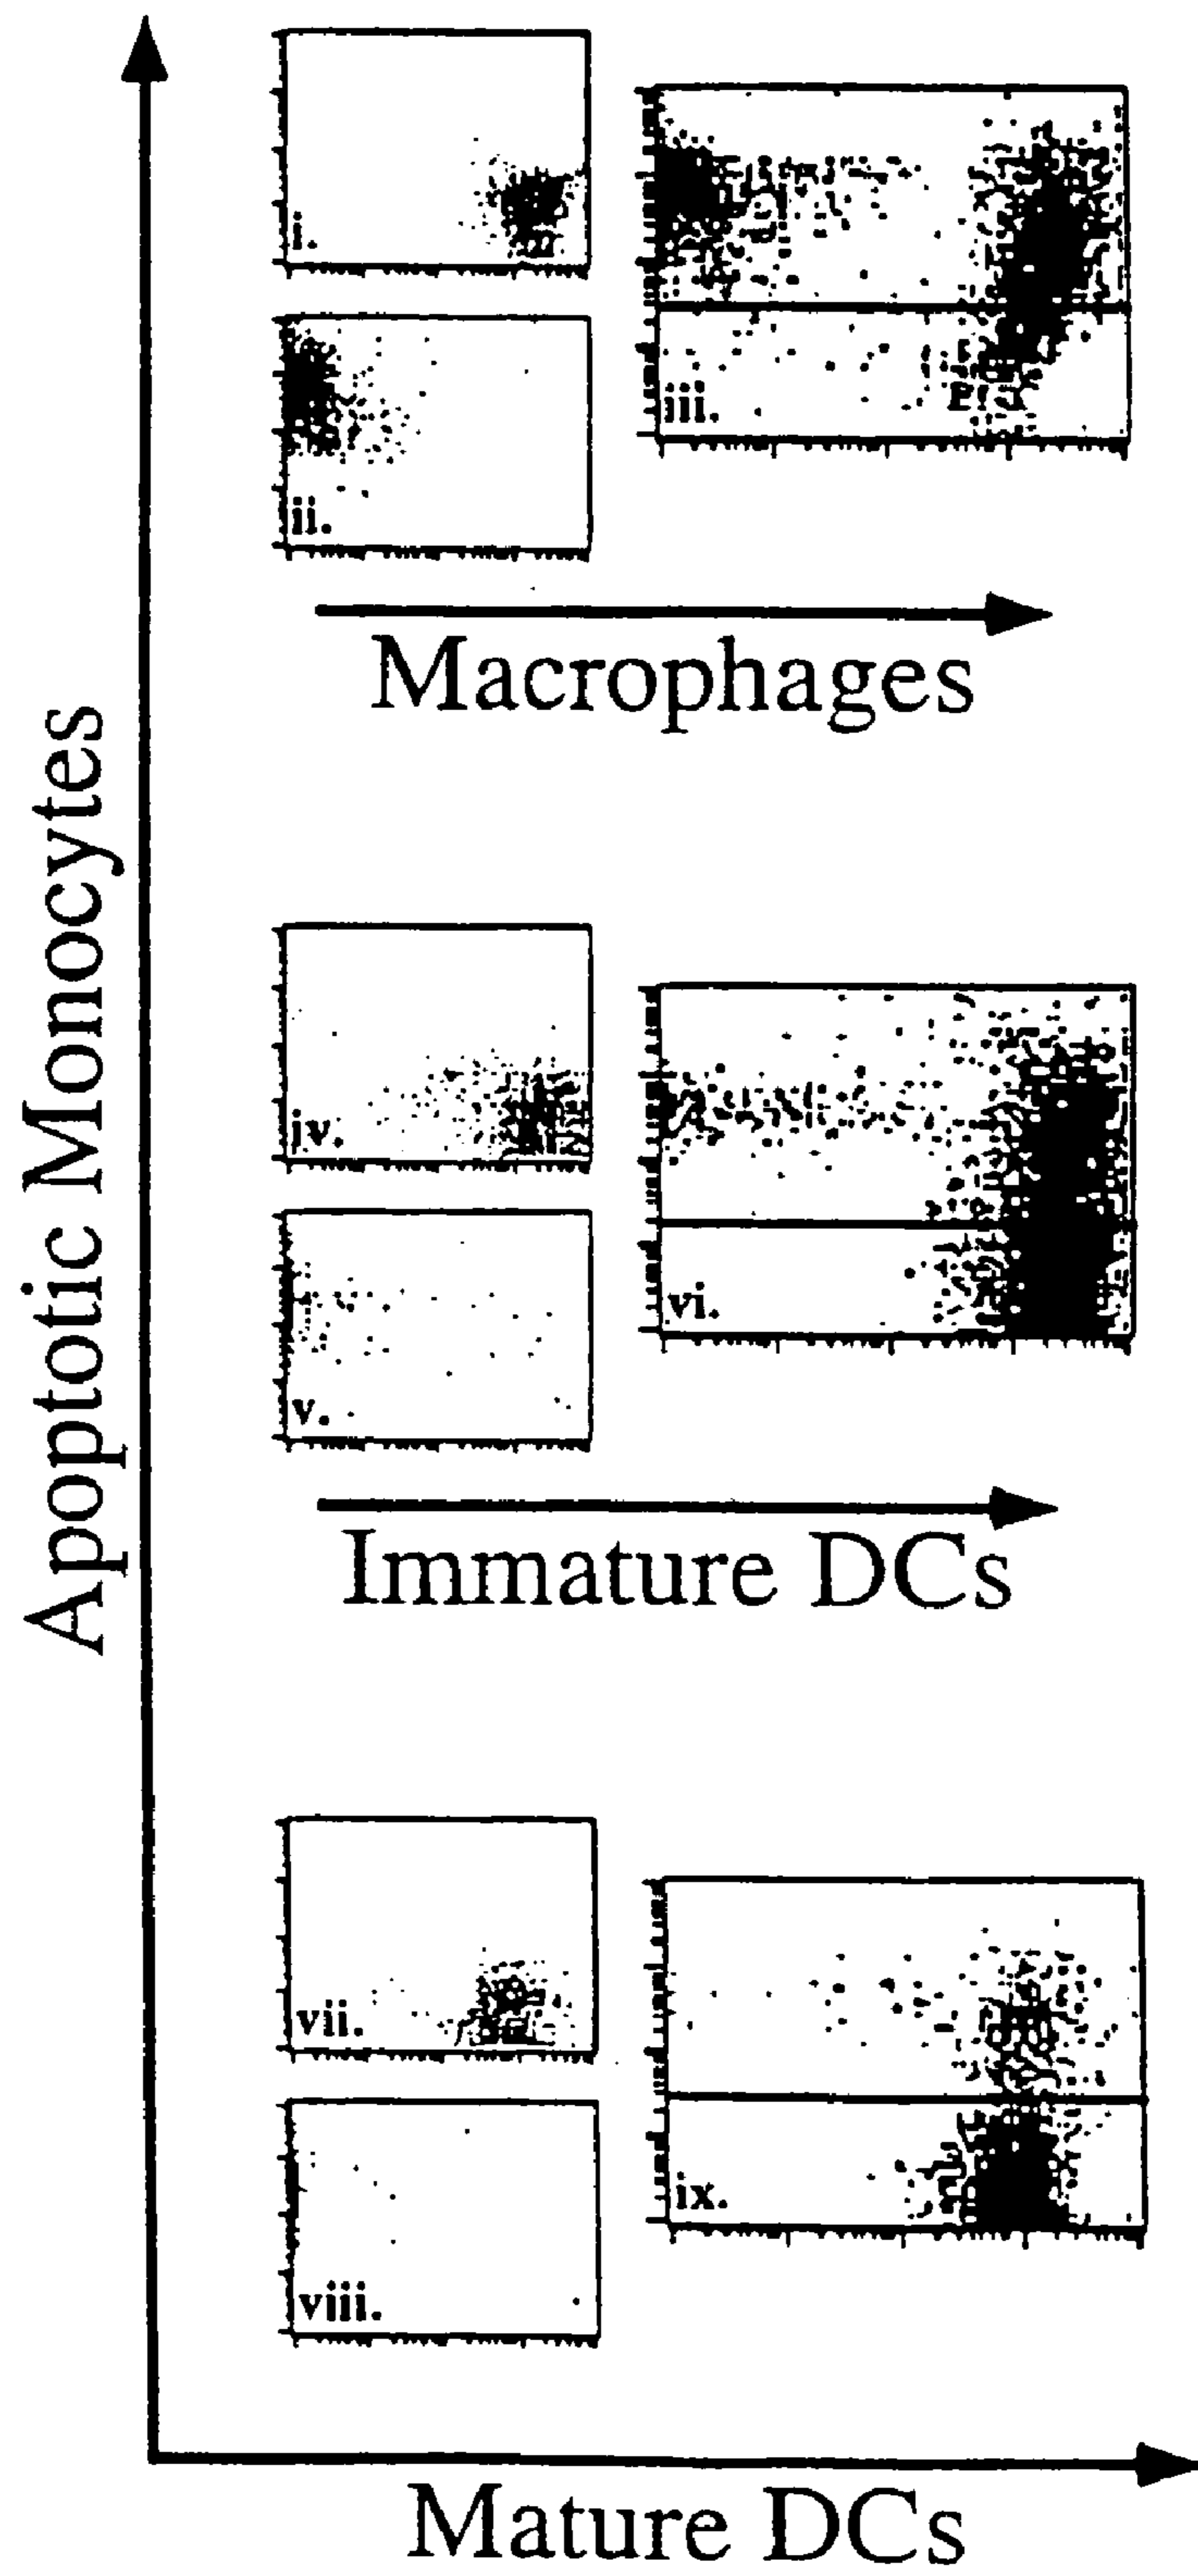 Apoptotic Monocytes
i.
ii.
iii.
Macrophages
iv.
v.
vi.
Immature DCs
vii.
viii.
ix.
Mature DCs